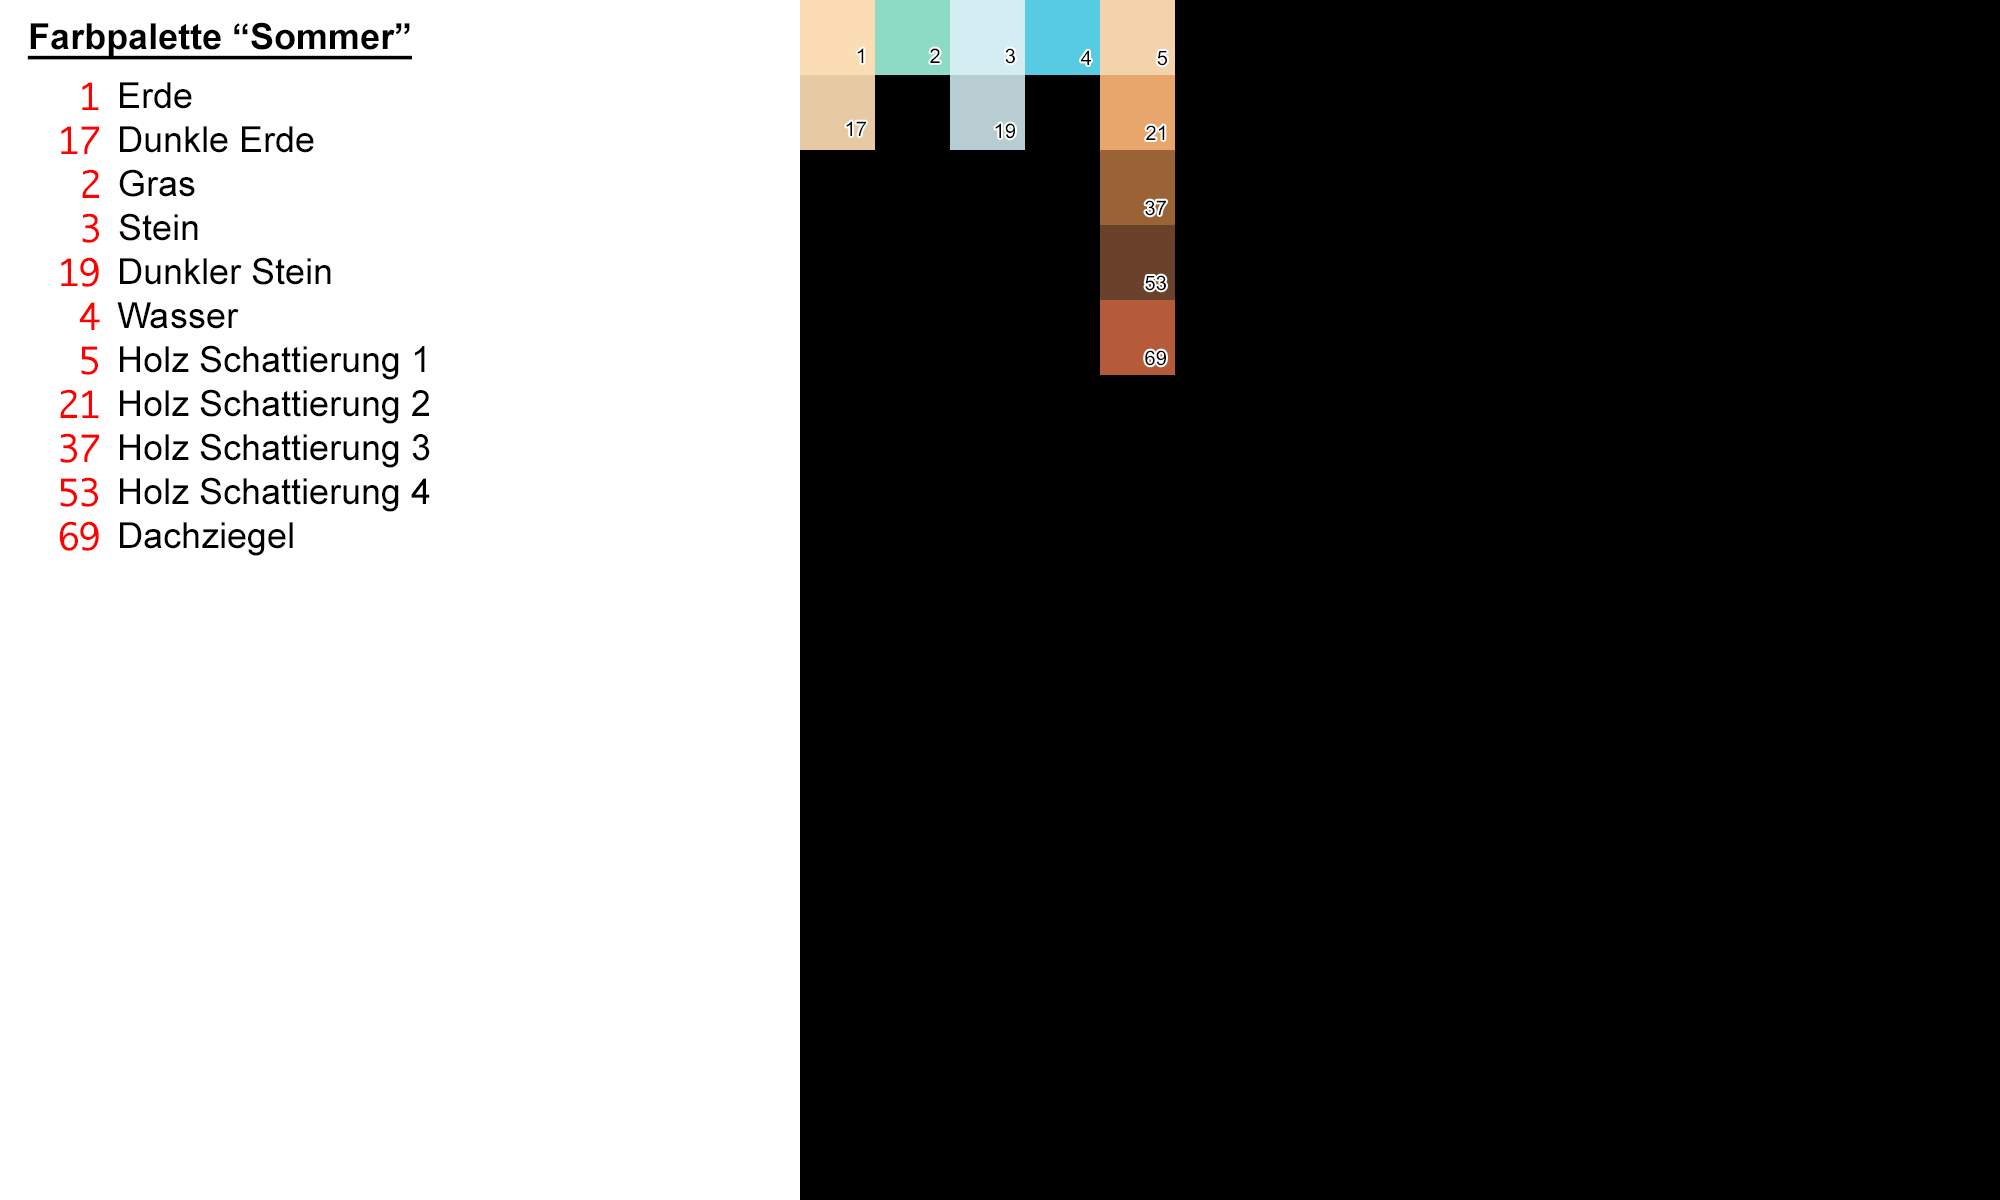 Farbpalette “Sommer”
1 Erde
17 Dunkle Erde
2 Gras
3 Stein
19 Dunkler Stein
4 Wasser
5 Holz Schattierung 1
21 Holz Schattierung 2
37 Holz Schattierung 3
53 Holz Schattierung 4
69 Dachziegel
1 2 3 4 5
17 19 21
37
53
69